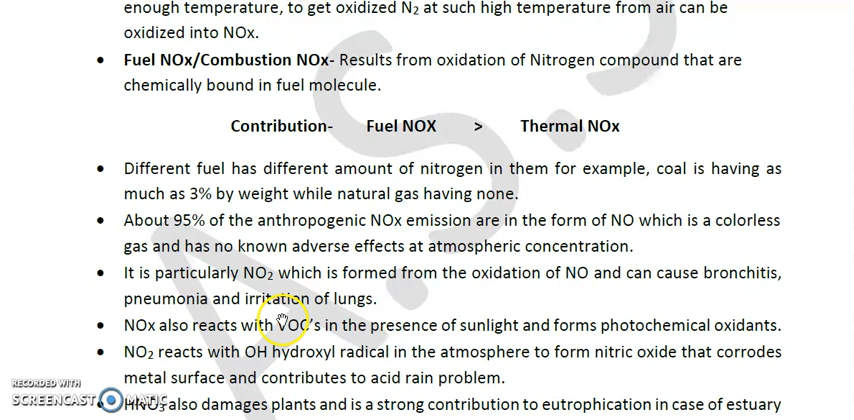 enough temperature, to get oxidized N₂ at such high temperature from air can be
oxidized into NOx.
• Fuel NOx/Combustion NOx- Results from oxidation of Nitrogen compound that are
chemically bound in fuel molecule.
Contribution- Fuel NOX > Thermal NOx
• Different fuel has different amount of nitrogen in them for example, coal is having as
much as 3% by weight while natural gas having none.
• About 95% of the anthropogenic NOx emission are in the form of NO which is a colorless
gas and has no known adverse effects at atmospheric concentration.
• It is particularly NO₂ which is formed from the oxidation of NO and can cause bronchitis,
pneumonia and irritation of lungs.
• NOx also reacts with VOC's in the presence of sunlight and forms photochemical oxidants.
• NO₂ reacts with OH hydroxyl radical in the atmosphere to form nitric oxide that corrodes
metal surface and contributes to acid rain problem.
• HNO₃ also damages plants and is a strong contribution to eutrophication in case of estuary
RECORDED WITH
SCREENCAST MATIC